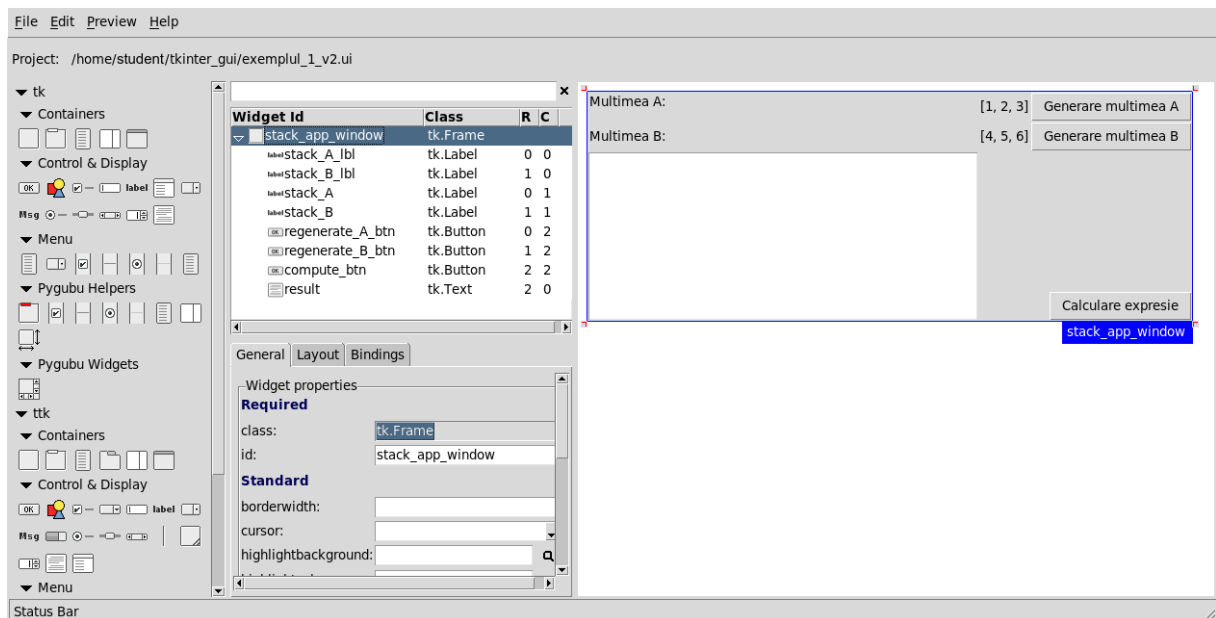 File Edit Preview Help
Project: /home/student/tkinter_gui/exemplul_1_v2.ui
tk
Containers
Control & Display
OK label
Msg
Menu
Pygubu Helpers
Pygubu Widgets
ttk
Containers
Control & Display
OK label
Msg
Menu
Widget Id Class R C
stack_app_window tk.Frame
label stack_A_lbl tk.Label 0 0
label stack_B_lbl tk.Label 1 0
label stack_A tk.Label 0 1
label stack_B tk.Label 1 1
OK regenerate_A_btn tk.Button 0 2
OK regenerate_B_btn tk.Button 1 2
OK compute_btn tk.Button 2 2
result tk.Text 2 0
General Layout Bindings
Widget properties
Required
class: tk.Frame
id: stack_app_window
Standard
borderwidth:
cursor:
highlightbackground:
Multimea A: [1, 2, 3] Generare multimea A
Multimea B: [4, 5, 6] Generare multimea B
Calculare expresie
stack_app_window
Status Bar